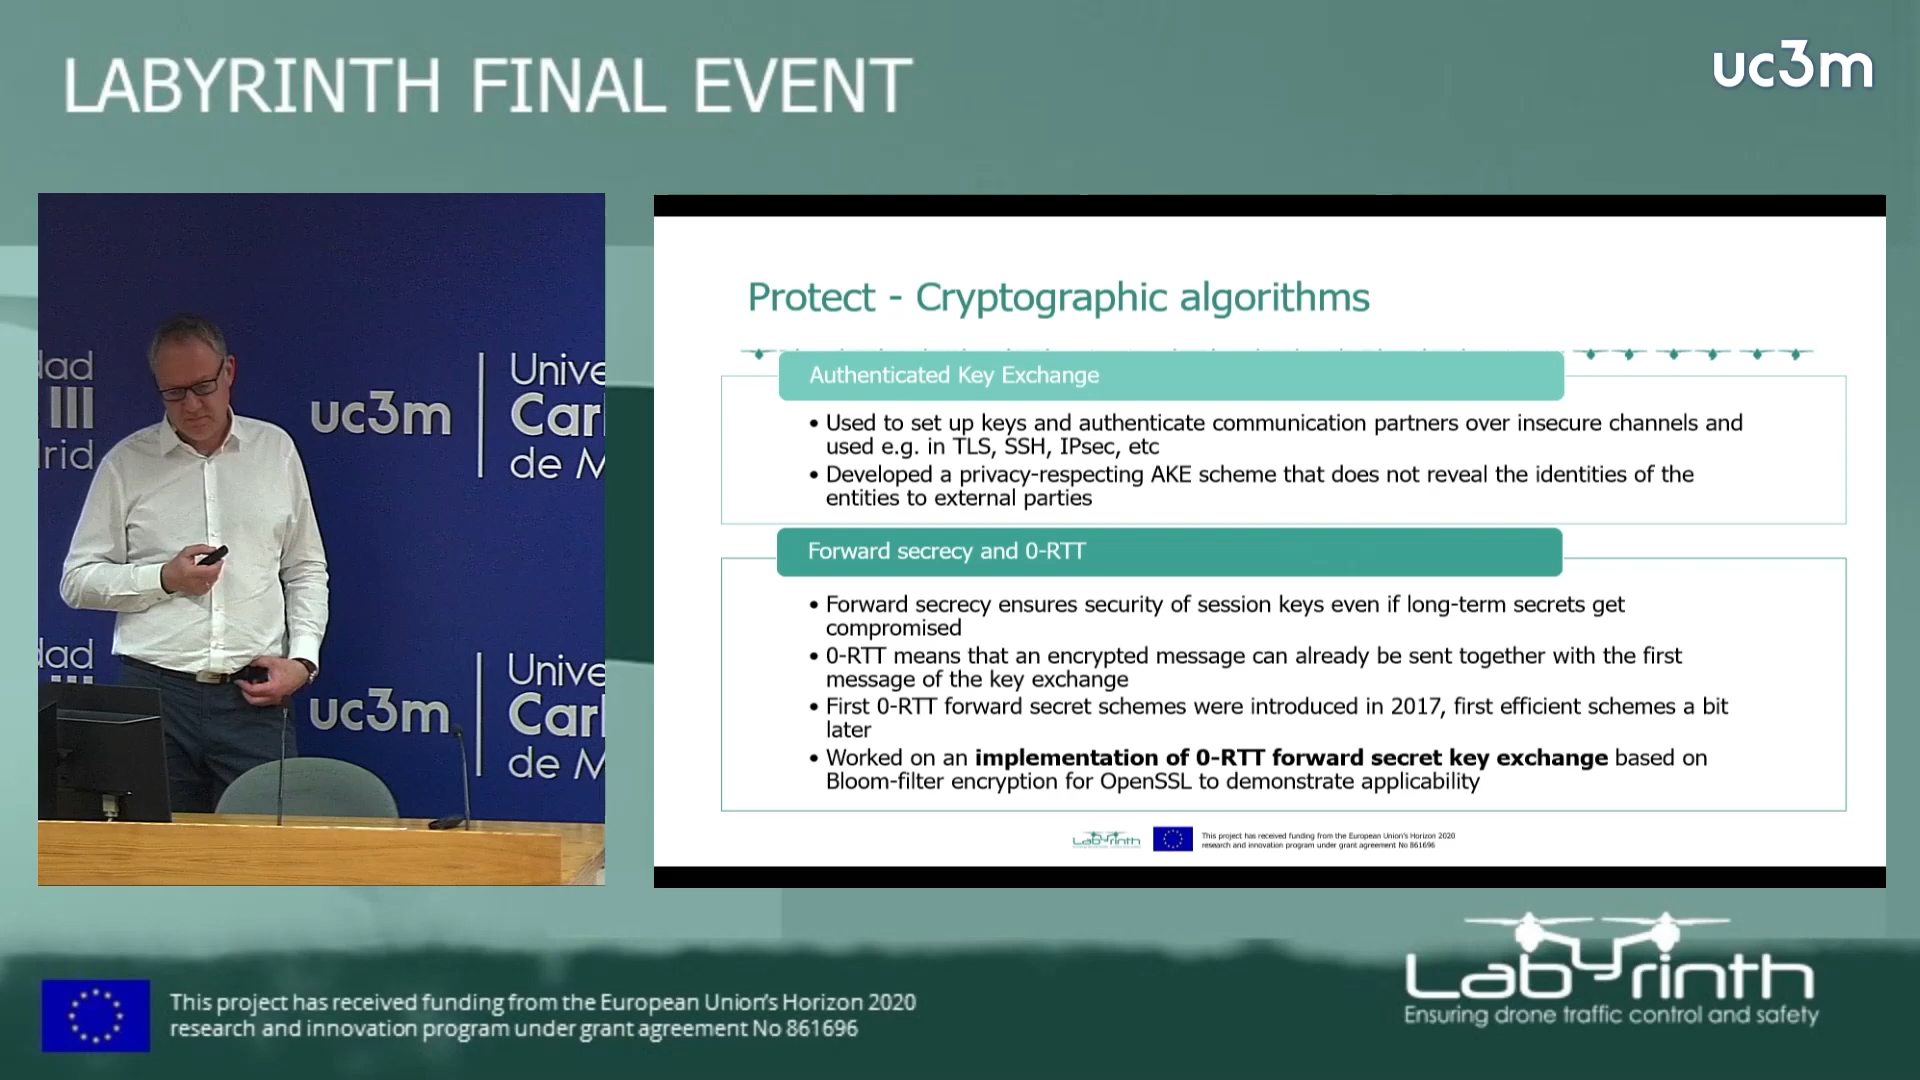 LABYRINTH FINAL EVENT
uc3m
dad
III
drid
uc3m
Unive
Carl
de M
dad
III
uc3m
Unive
Carl
de M
Protect - Cryptographic algorithms
Authenticated Key Exchange
• Used to set up keys and authenticate communication partners over insecure channels and
used e.g. in TLS, SSH, IPsec, etc
• Developed a privacy-respecting AKE scheme that does not reveal the identities of the
entities to external parties
Forward secrecy and 0-RTT
• Forward secrecy ensures security of session keys even if long-term secrets get
compromised
• 0-RTT means that an encrypted message can already be sent together with the first
message of the key exchange
• First 0-RTT forward secret schemes were introduced in 2017, first efficient schemes a bit
later
• Worked on an implementation of 0-RTT forward secret key exchange based on
Bloom-filter encryption for OpenSSL to demonstrate applicability
Labyrinth
This project has received funding from the European Union's Horizon 2020
research and innovation program under grant agreement No 861696
This project has received funding from the European Union's Horizon 2020
research and innovation program under grant agreement No 861696
Labyrinth
Ensuring drone traffic control and safety